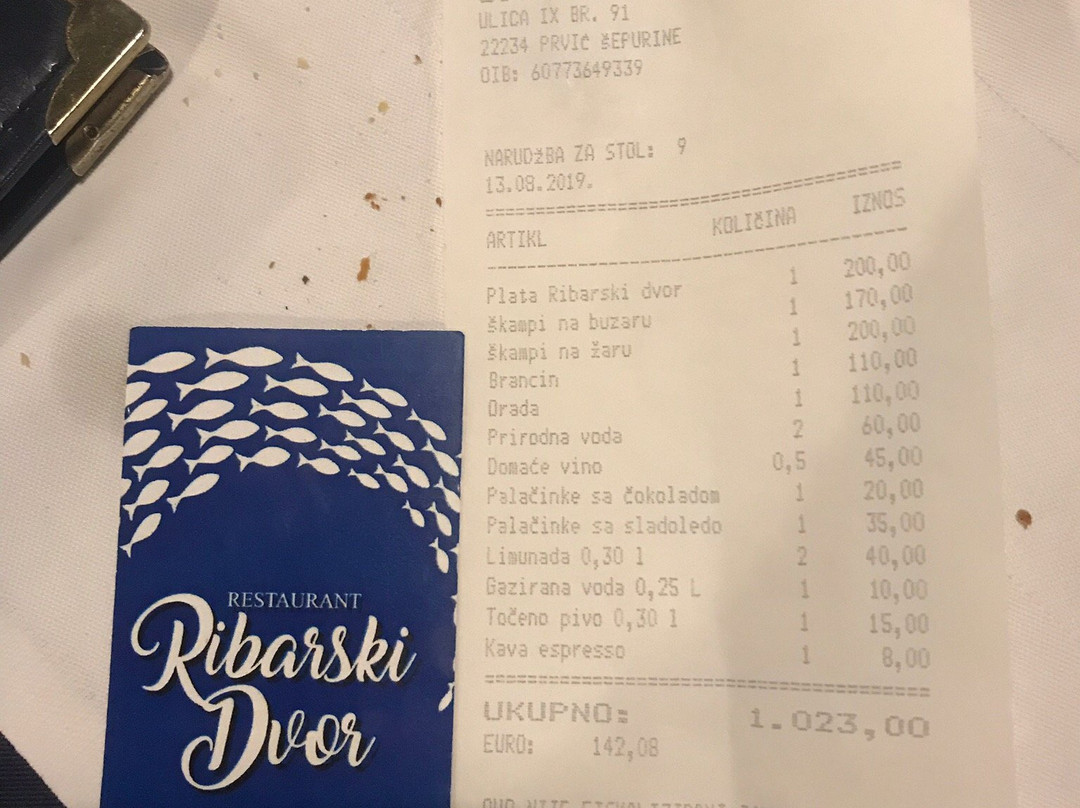 ULICA IX BR. 91
22234 PRVIĆ ŠEPURINE
OIB: 60773649339
NARUDŽBA ZA STOL: 9
13.08.2019.
ARTIKL KOLIČINA IZNOS
Plata Ribarski dvor 1 200,00
škampi na buzaru 1 170,00
škampi na žaru 1 200,00
Brancin 1 110,00
Orada 1 110,00
Prirodna voda 2 60,00
Domaće vino 0,5 45,00
Palačinke sa čokoladom 1 20,00
Palačinke sa sladoledo 1 35,00
Limunada 0,30 l 2 40,00
Gazirana voda 0,25 L 1 10,00
Točeno pivo 0,30 l 1 15,00
Kava espresso 1 8,00
UKUPNO: 1.023,00
EURO: 142,08
RESTAURANT
Ribarski
Dvor